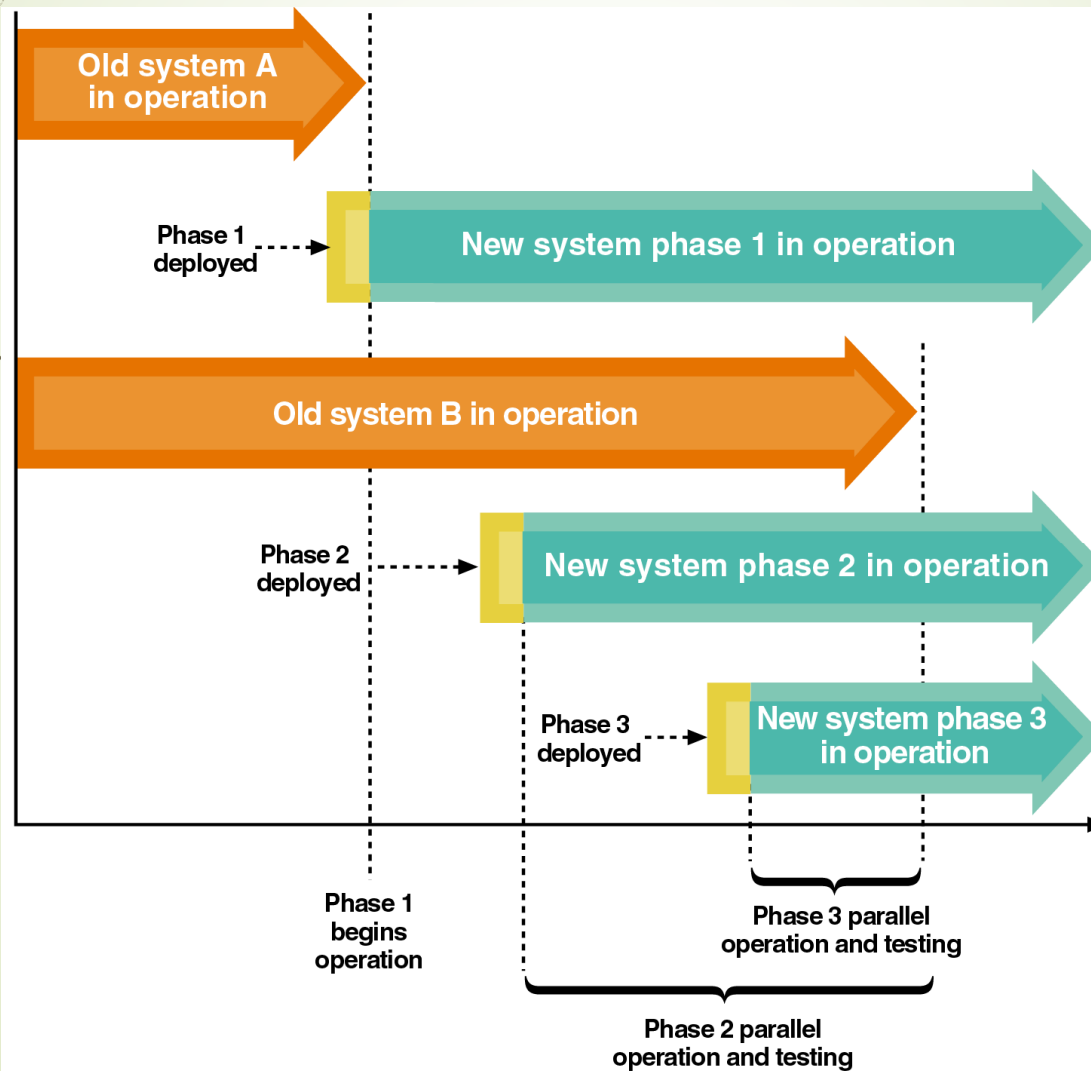 Old system A
in operation
Phase 1
deployed
New system phase 1 in operation
Old system B in operation
Phase 2
deployed
New system phase 2 in operation
Phase 3
deployed
New system phase 3
in operation
Phase 1
begins
operation
Phase 3 parallel
operation and testing
Phase 2 parallel
operation and testing